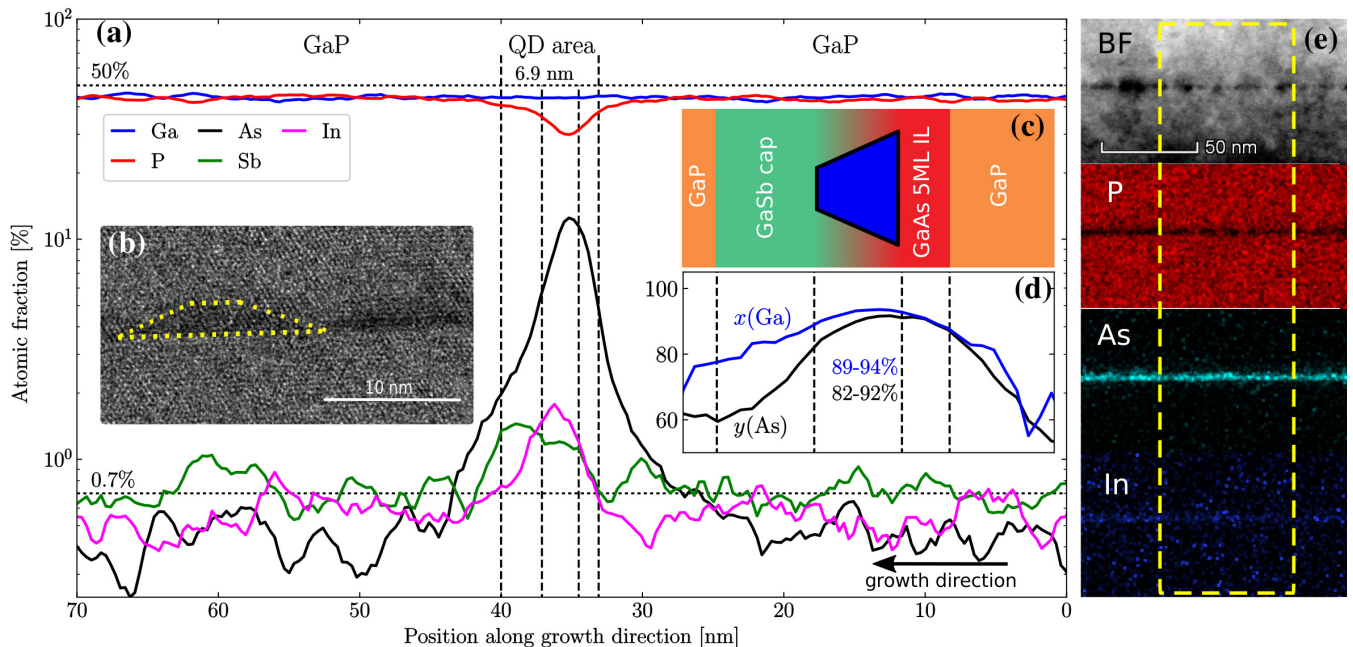 (a)
GaP
QD area
GaP
6.9 nm
50%
Ga
As
In
P
Sb
(b)
10 nm
0.7%
10²
10¹
10⁰
Atomic fraction [%]
(c)
GaP
GaSb cap
GaAs 5ML IL
GaP
(d)
100
80
60
x(Ga)
89-94%
82-92%
y(As)
growth direction
70
60
50
40
30
20
10
0
Position along growth direction [nm]
BF
(e)
50 nm
P
As
In